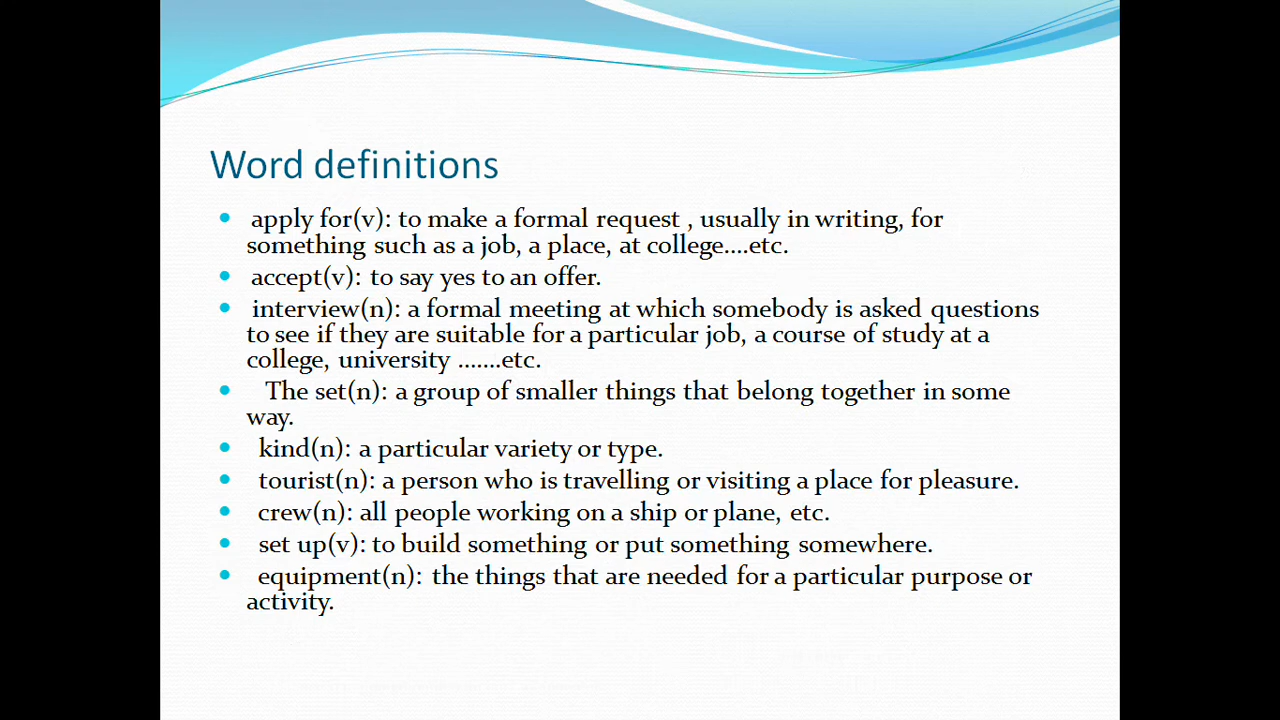 Word definitions
apply for(v): to make a formal request , usually in writing, for
something such as a job, a place, at college....etc.
accept(v): to say yes to an offer.
interview(n): a formal meeting at which somebody is asked questions
to see if they are suitable for a particular job, a course of study at a
college, university .......etc.
The set(n): a group of smaller things that belong together in some
way.
kind(n): a particular variety or type.
tourist(n): a person who is travelling or visiting a place for pleasure.
crew(n): all people working on a ship or plane, etc.
set up(v): to build something or put something somewhere.
equipment(n): the things that are needed for a particular purpose or
activity.